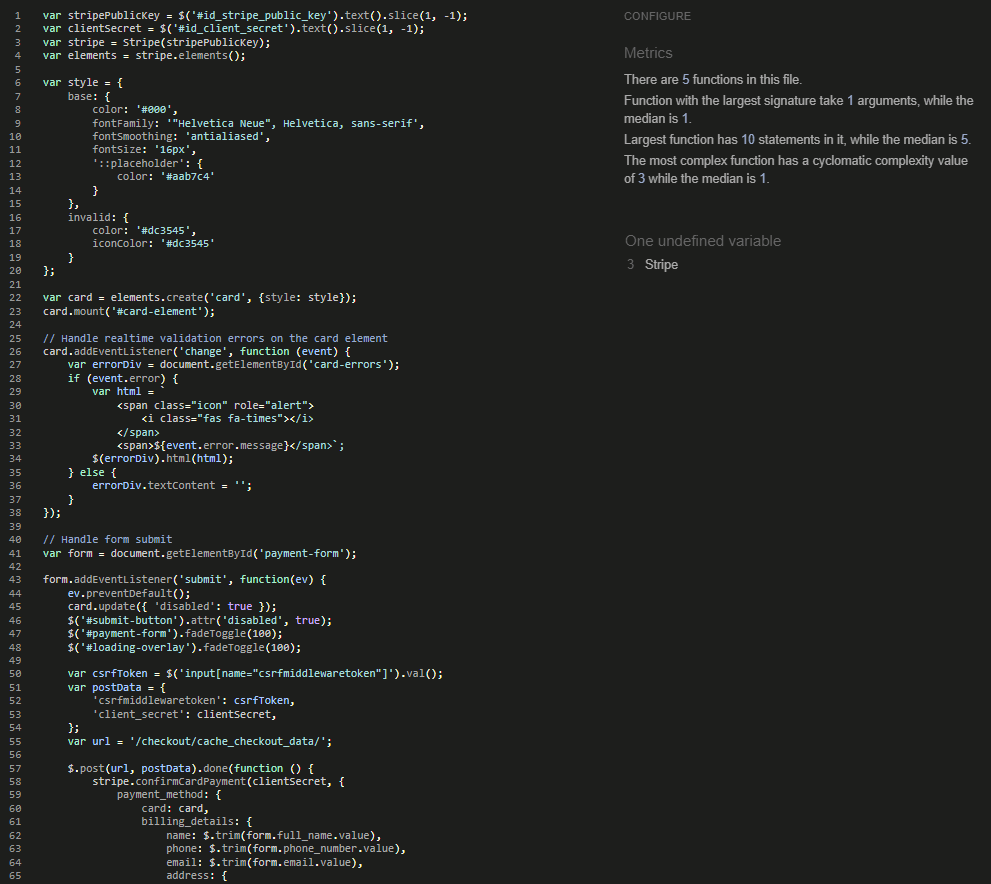 1 var stripePublicKey = $('#id_stripe_public_key').text().slice(1, -1);
2 var clientSecret = $('#id_client_secret').text().slice(1, -1);
3 var stripe = Stripe(stripePublicKey);
4 var elements = stripe.elements();
5
6 var style = {
7 base: {
8 color: '#000',
9 fontFamily: '"Helvetica Neue", Helvetica, sans-serif',
10 fontSmoothing: 'antialiased',
11 fontSize: '16px',
12 '::placeholder': {
13 color: '#aab7c4'
14 }
15 },
16 invalid: {
17 color: '#dc3545',
18 iconColor: '#dc3545'
19 }
20 };
21
22 var card = elements.create('card', {style: style});
23 card.mount('#card-element');
24
25 // Handle realtime validation errors on the card element
26 card.addEventListener('change', function (event) {
27 var errorDiv = document.getElementById('card-errors');
28 if (event.error) {
29 var html = `
30 <span class="icon" role="alert">
31 <i class="fas fa-times"></i>
32 </span>
33 <span>${event.error.message}</span>`;
34 $(errorDiv).html(html);
35 } else {
36 errorDiv.textContent = '';
37 }
38 });
39
40 // Handle form submit
41 var form = document.getElementById('payment-form');
42
43 form.addEventListener('submit', function(ev) {
44 ev.preventDefault();
45 card.update({ 'disabled': true });
46 $('#submit-button').attr('disabled', true);
47 $('#payment-form').fadeToggle(100);
48 $('#loading-overlay').fadeToggle(100);
49
50 var csrfToken = $('input[name="csrfmiddlewaretoken"]').val();
51 var postData = {
52 'csrfmiddlewaretoken': csrfToken,
53 'client_secret': clientSecret,
54 };
55 var url = '/checkout/cache_checkout_data/';
56
57 $.post(url, postData).done(function () {
58 stripe.confirmCardPayment(clientSecret, {
59 payment_method: {
60 card: card,
61 billing_details: {
62 name: $.trim(form.full_name.value),
63 phone: $.trim(form.phone_number.value),
64 email: $.trim(form.email.value),
65 address: {
CONFIGURE
Metrics
There are 5 functions in this file.
Function with the largest signature take 1 arguments, while the
median is 1.
Largest function has 10 statements in it, while the median is 5.
The most complex function has a cyclomatic complexity value
of 3 while the median is 1.
One undefined variable
3 Stripe